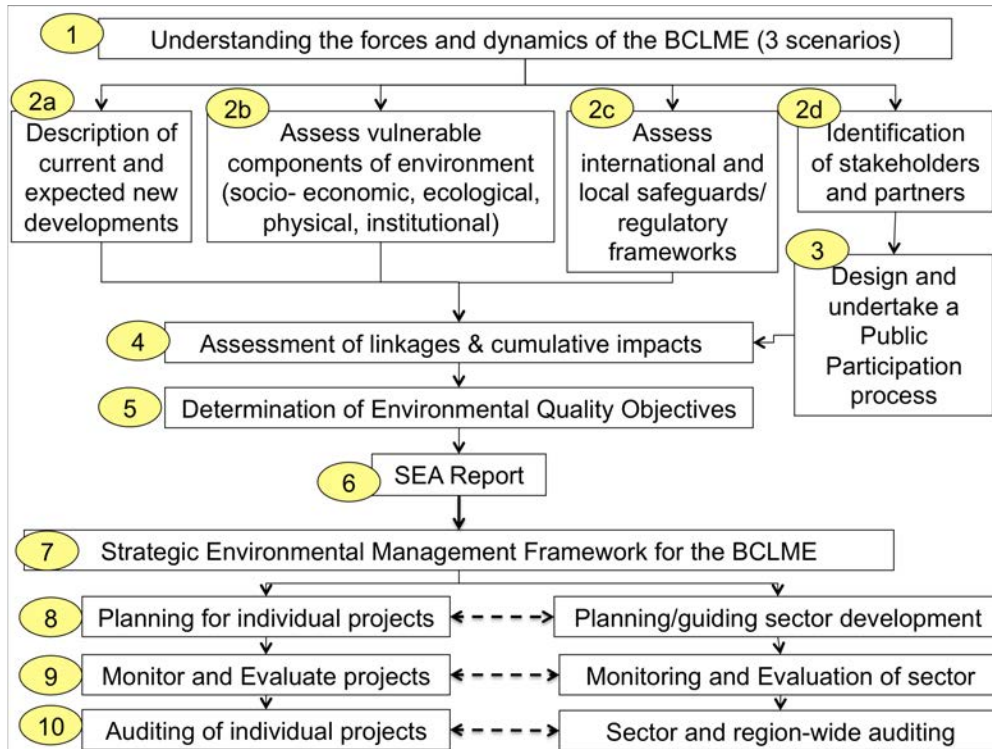 1
Understanding the forces and dynamics of the BCLME (3 scenarios)
2a
Description of
current and
expected new
developments
2b
Assess vulnerable
components of environment
(socio- economic, ecological,
physical, institutional)
2c
Assess
international and
local safeguards/
regulatory
frameworks
2d
Identification
of stakeholders
and partners
3
Design and
undertake a
Public
Participation
process
4
Assessment of linkages & cumulative impacts
5
Determination of Environmental Quality Objectives
6
SEA Report
7
Strategic Environmental Management Framework for the BCLME
8
Planning for individual projects
Planning/guiding sector development
9
Monitor and Evaluate projects
Monitoring and Evaluation of sector
10
Auditing of individual projects
Sector and region-wide auditing